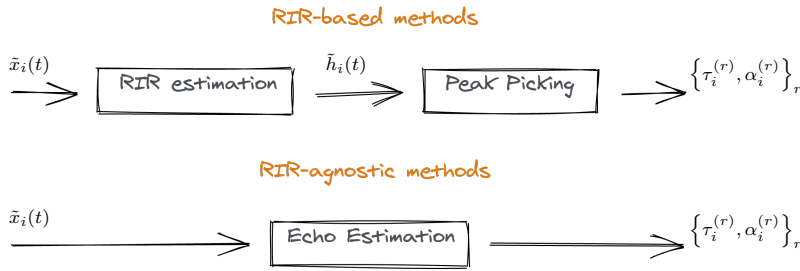 RIR-based methods
x̃ᵢ(t) RIR estimation h̃ᵢ(t) Peak Picking {τᵢ⁽ʳ⁾, αᵢ⁽ʳ⁾}ᵣ
RIR-agnostic methods
x̃ᵢ(t) Echo Estimation {τᵢ⁽ʳ⁾, αᵢ⁽ʳ⁾}ᵣ